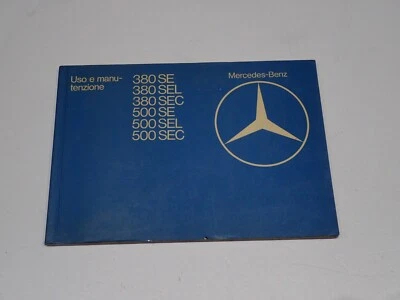 Uso e manu-
tenzione
380 SE
380 SEL
380 SEC
500 SE
500 SEL
500 SEC
Mercedes-Benz